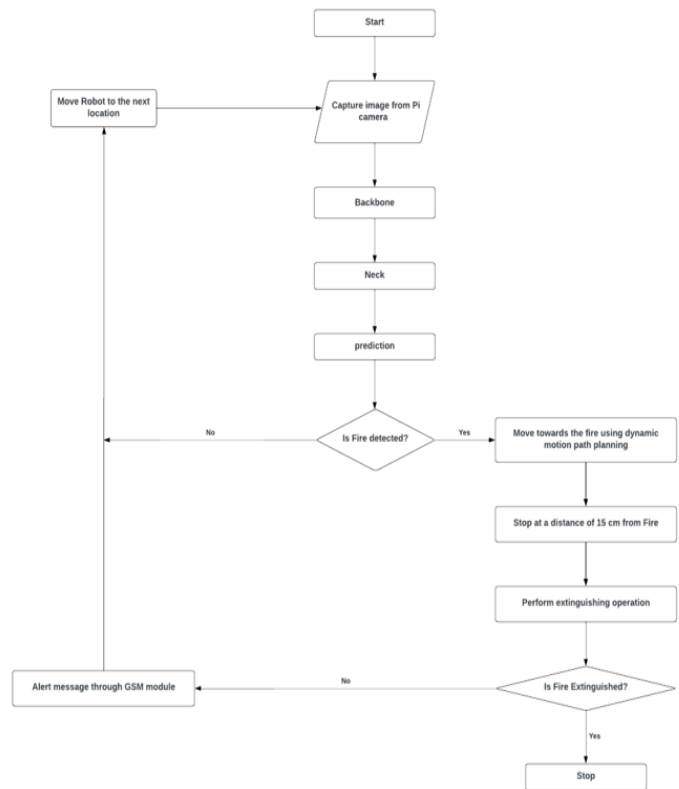 Start
Move Robot to the next
location
Capture image from Pi
camera
Backbone
Neck
prediction
Is Fire detected?
No
Yes
Move towards the fire using dynamic
motion path planning
Stop at a distance of 15 cm from Fire
Perform extinguishing operation
Is Fire Extinguished?
No
Alert message through GSM module
Yes
Stop